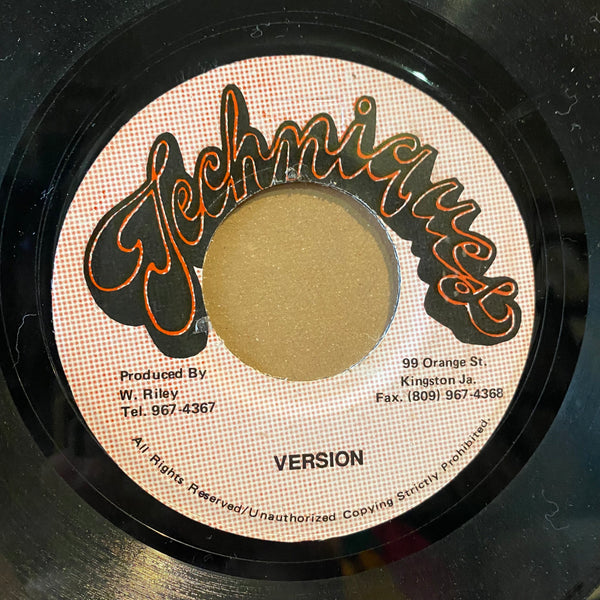 Techniques
Produced By
W. Riley
Tel. 967-4367
99 Orange St.
Kingston Ja.
Fax. (809) 967-4368
VERSION
All Rights Reserved/Unauthorized Copying Strictly Prohibited.